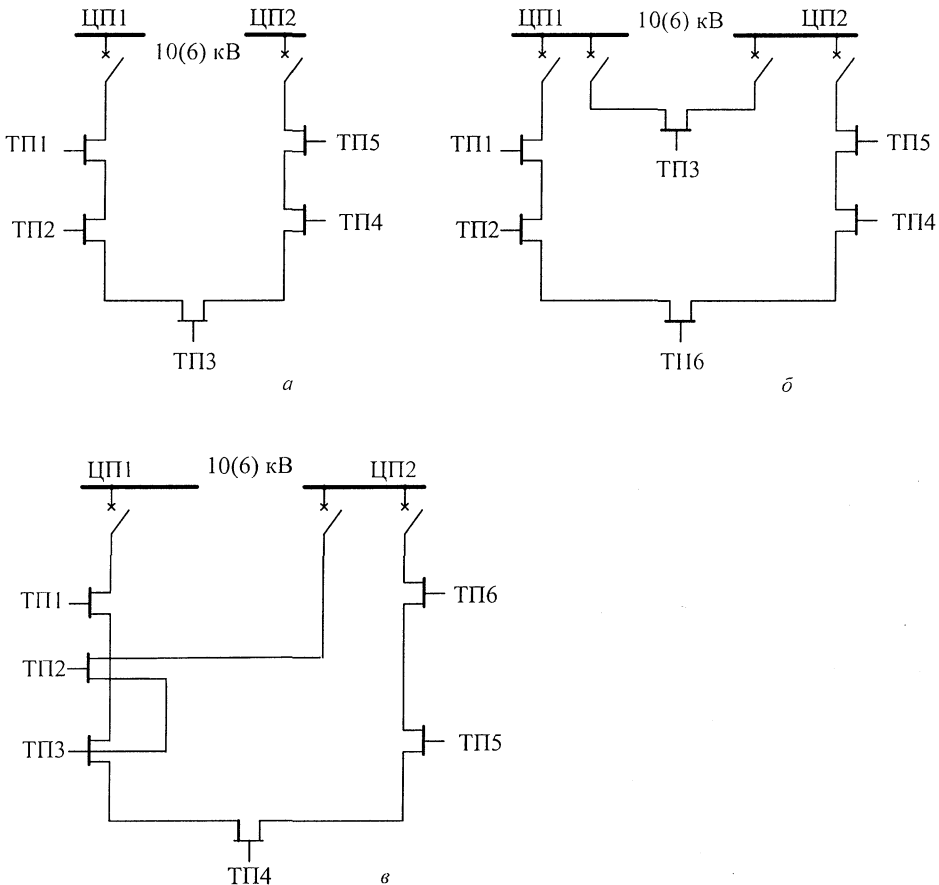 ЦП1 10(6) кВ ЦП2
ТП1 ТП5
ТП2 ТП4
ТП3
а
ЦП1 10(6) кВ ЦП2
ТП3
ТП1 ТП5
ТП2 ТП4
ТП6
б
ЦП1 10(6) кВ ЦП2
ТП1 ТП6
ТП2
ТП3 ТП5
ТП4
в